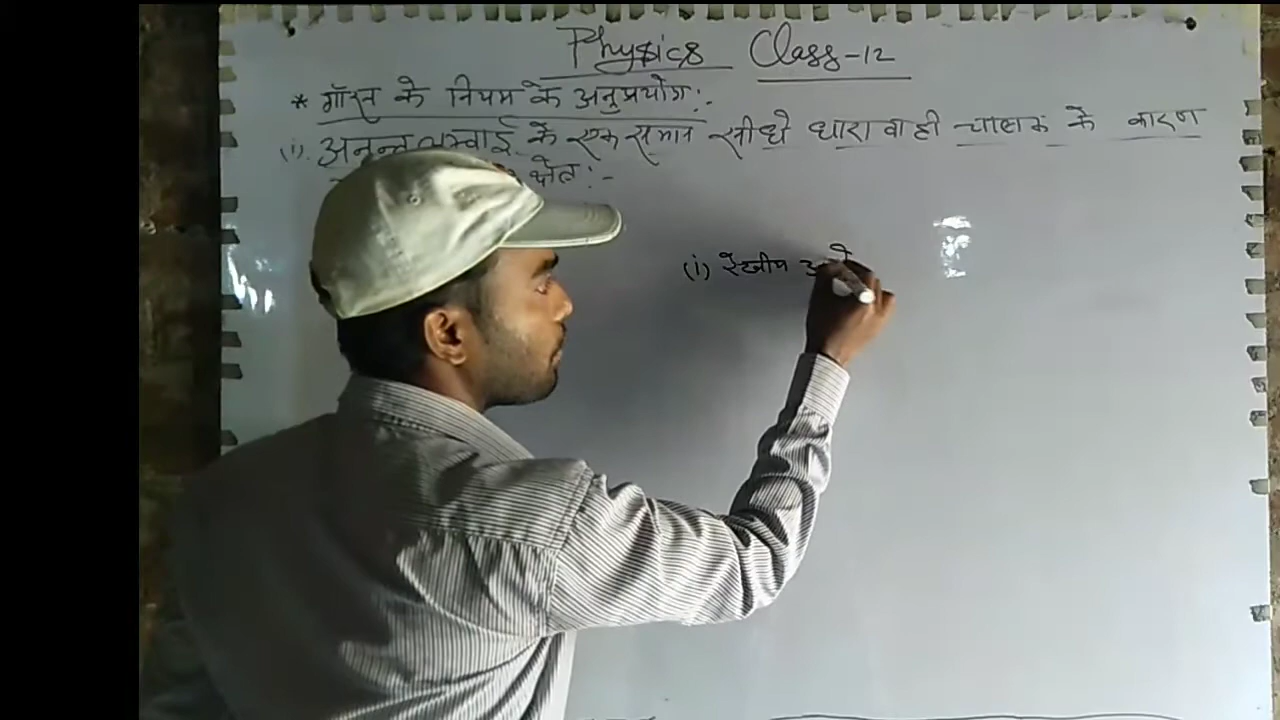 Physics Class-12
* गॉस के नियम के अनुप्रयोग:-
(i). अनन्त लम्बाई के एक समान सीधे धारावाही चालक के कारण
क्षेत्र:-
(i) रेखीय